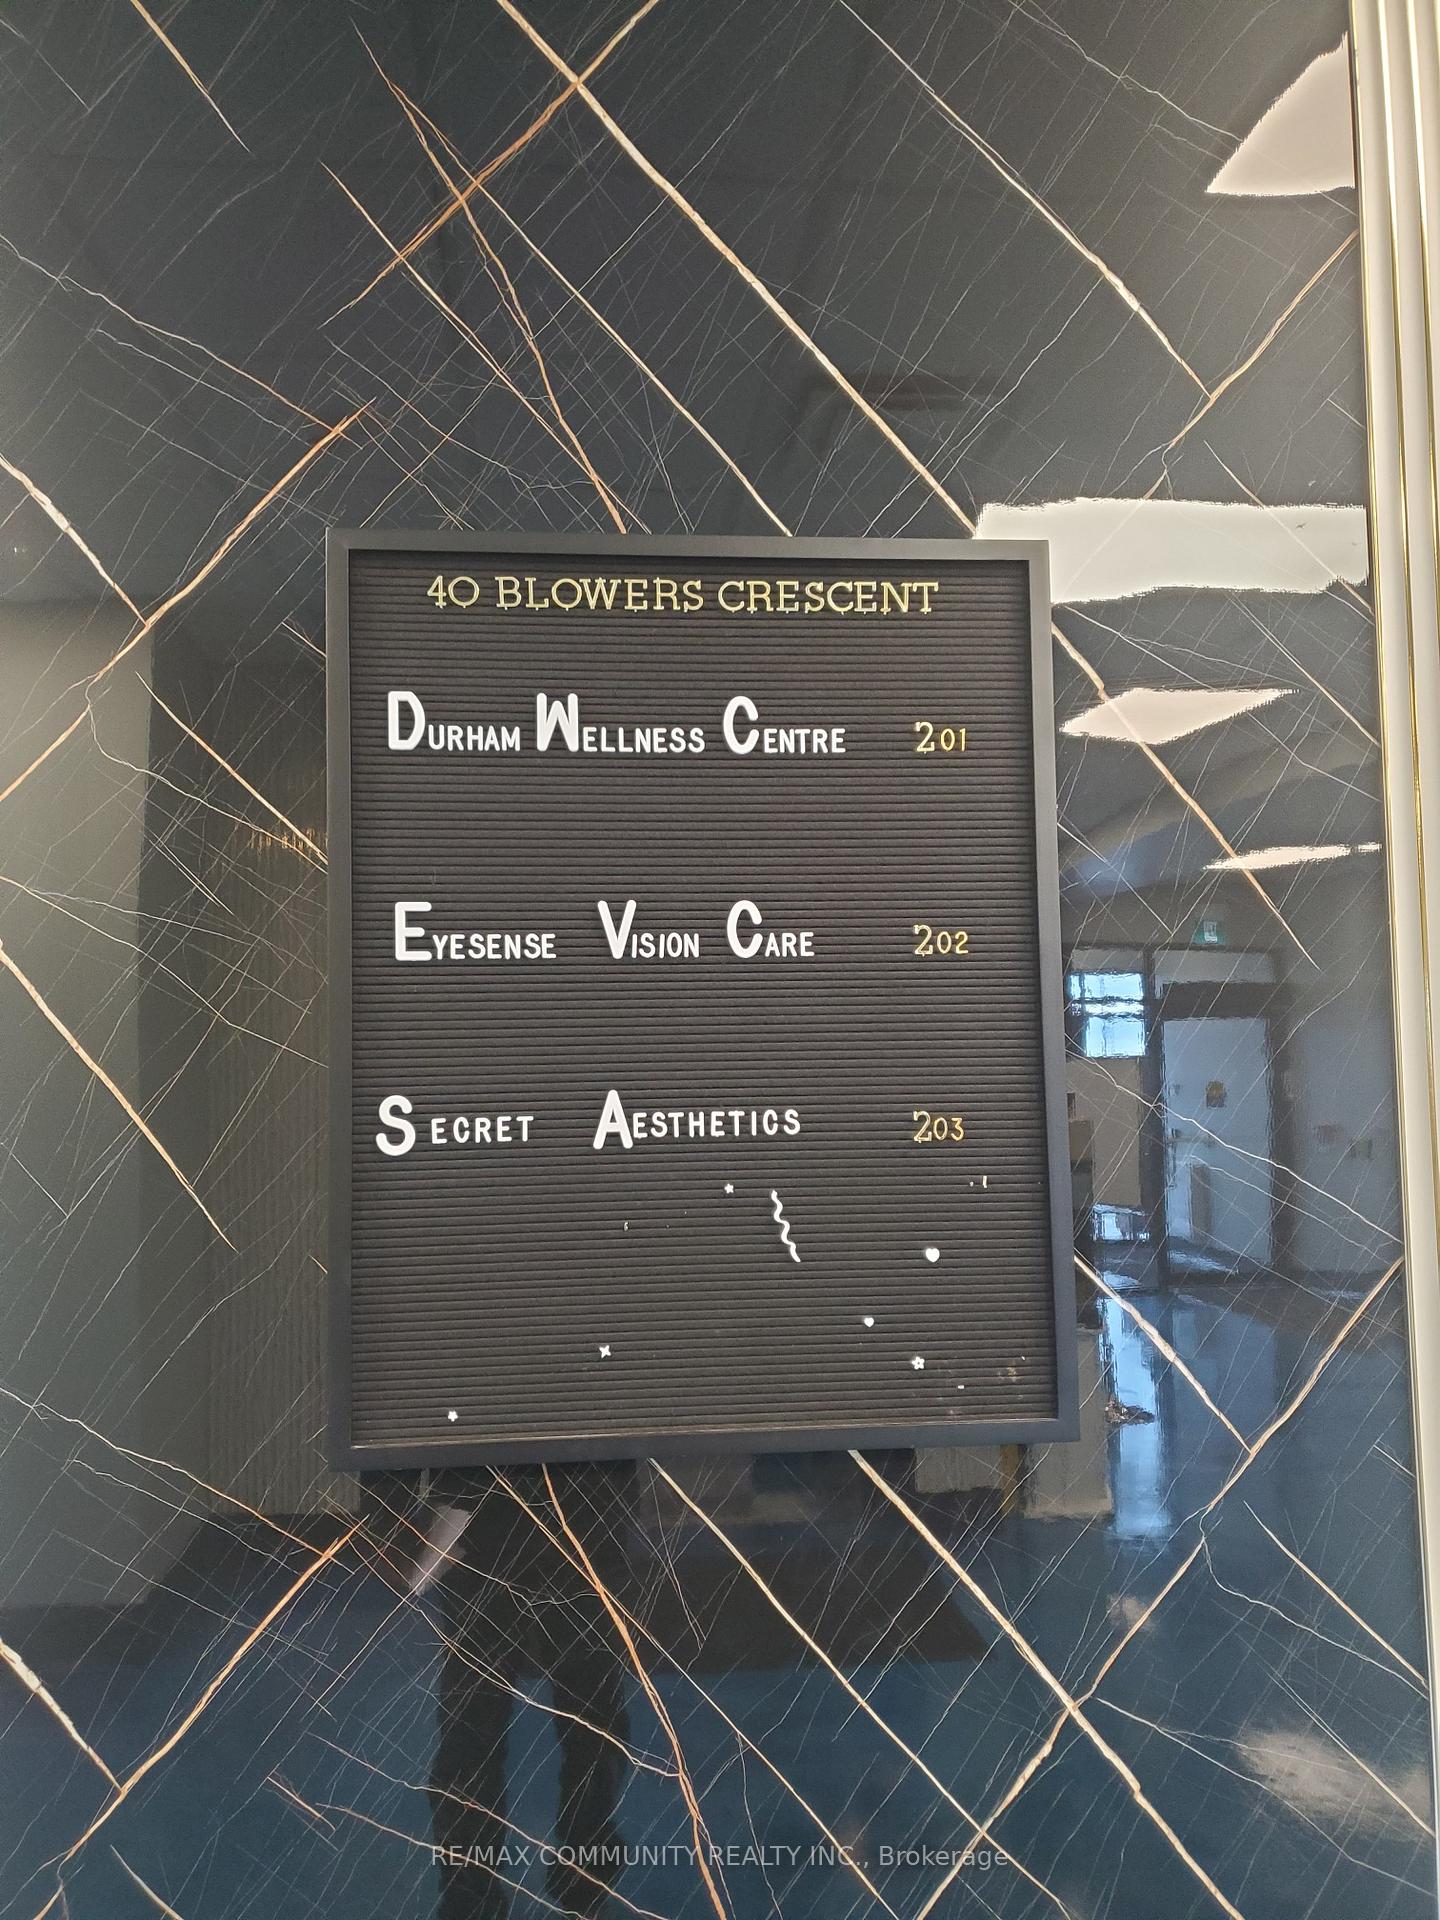 40 BLOWERS CRESCENT
DURHAM WELLNESS CENTRE 201
EYESENSE VISION CARE 202
SECRET AESTHETICS 203
RE/MAX COMMUNITY REALTY INC., Brokerage